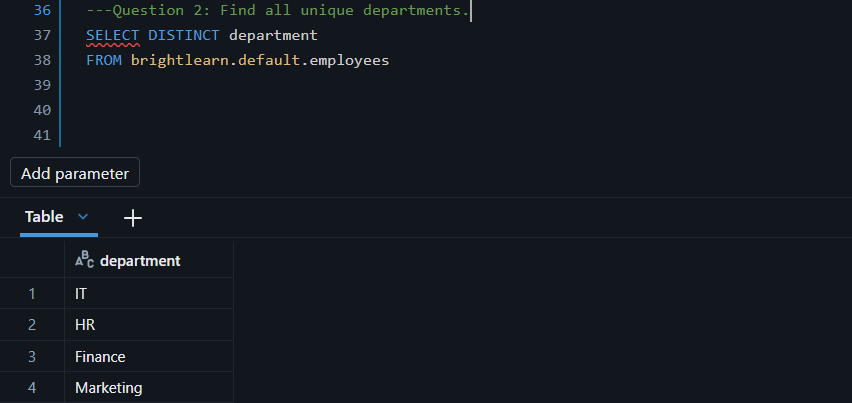 36 ---Question 2: Find all unique departments.
37 SELECT DISTINCT department
38 FROM brightlearn.default.employees
39
40
41
Add parameter
Table +
ABC department
1 IT
2 HR
3 Finance
4 Marketing